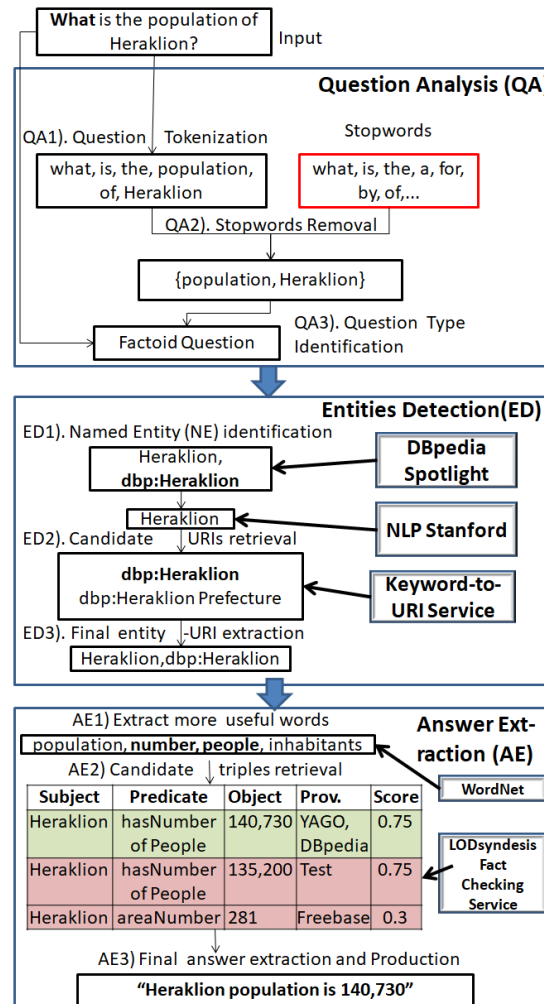 What is the population of
Heraklion?
Input
Question Analysis (QA)
QA1). Question Tokenization
Stopwords
what, is, the, population,
of, Heraklion
what, is, the, a, for,
by, of,...
QA2). Stopwords Removal
{population, Heraklion}
QA3). Question Type
Identification
Factoid Question
Entities Detection(ED)
ED1). Named Entity (NE) identification
Heraklion,
dbp:Heraklion
DBpedia
Spotlight
Heraklion
NLP Stanford
ED2). Candidate URIs retrieval
dbp:Heraklion
dbp:Heraklion Prefecture
Keyword-to-
URI Service
ED3). Final entity -URI extraction
Heraklion,dbp:Heraklion
Answer Ext-
raction (AE)
AE1) Extract more useful words
population, number, people, inhabitants
WordNet
AE2) Candidate triples retrieval
Subject Predicate Object Prov. Score
Heraklion hasNumber 140,730 YAGO, 0.75
of People DBpedia
Heraklion hasNumber 135,200 Test 0.75
of People
Heraklion areaNumber 281 Freebase 0.3
LODsyndesis
Fact
Checking
Service
AE3) Final answer extraction and Production
“Heraklion population is 140,730”